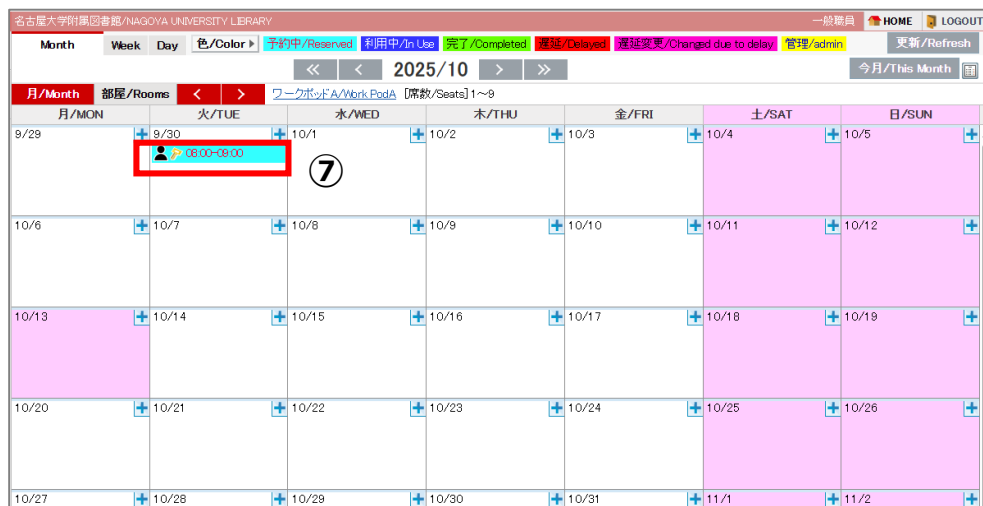 名古屋大学附属図書館/NAGOYA UNIVERSITY LIBRARY 一般職員 HOME LOGOUT
Month Week Day 色/Color 予約中/Reserved 利用中/In Use 完了/Completed 遅延/Delayed 遅延変更/Changed due to delay 管理/admin 更新/Refresh
<< < 2025/10 > >> 今月/This Month
月/Month 部屋/Rooms < > ワークポッドA/Work PodA [席数/Seats] 1～9
月/MON 火/TUE 水/WED 木/THU 金/FRI 土/SAT 日/SUN
9/29 9/30 10/1 10/2 10/3 10/4 10/5
08:00-09:00
⑦
10/6 10/7 10/8 10/9 10/10 10/11 10/12
10/13 10/14 10/15 10/16 10/17 10/18 10/19
10/20 10/21 10/22 10/23 10/24 10/25 10/26
10/27 10/28 10/29 10/30 10/31 11/1 11/2